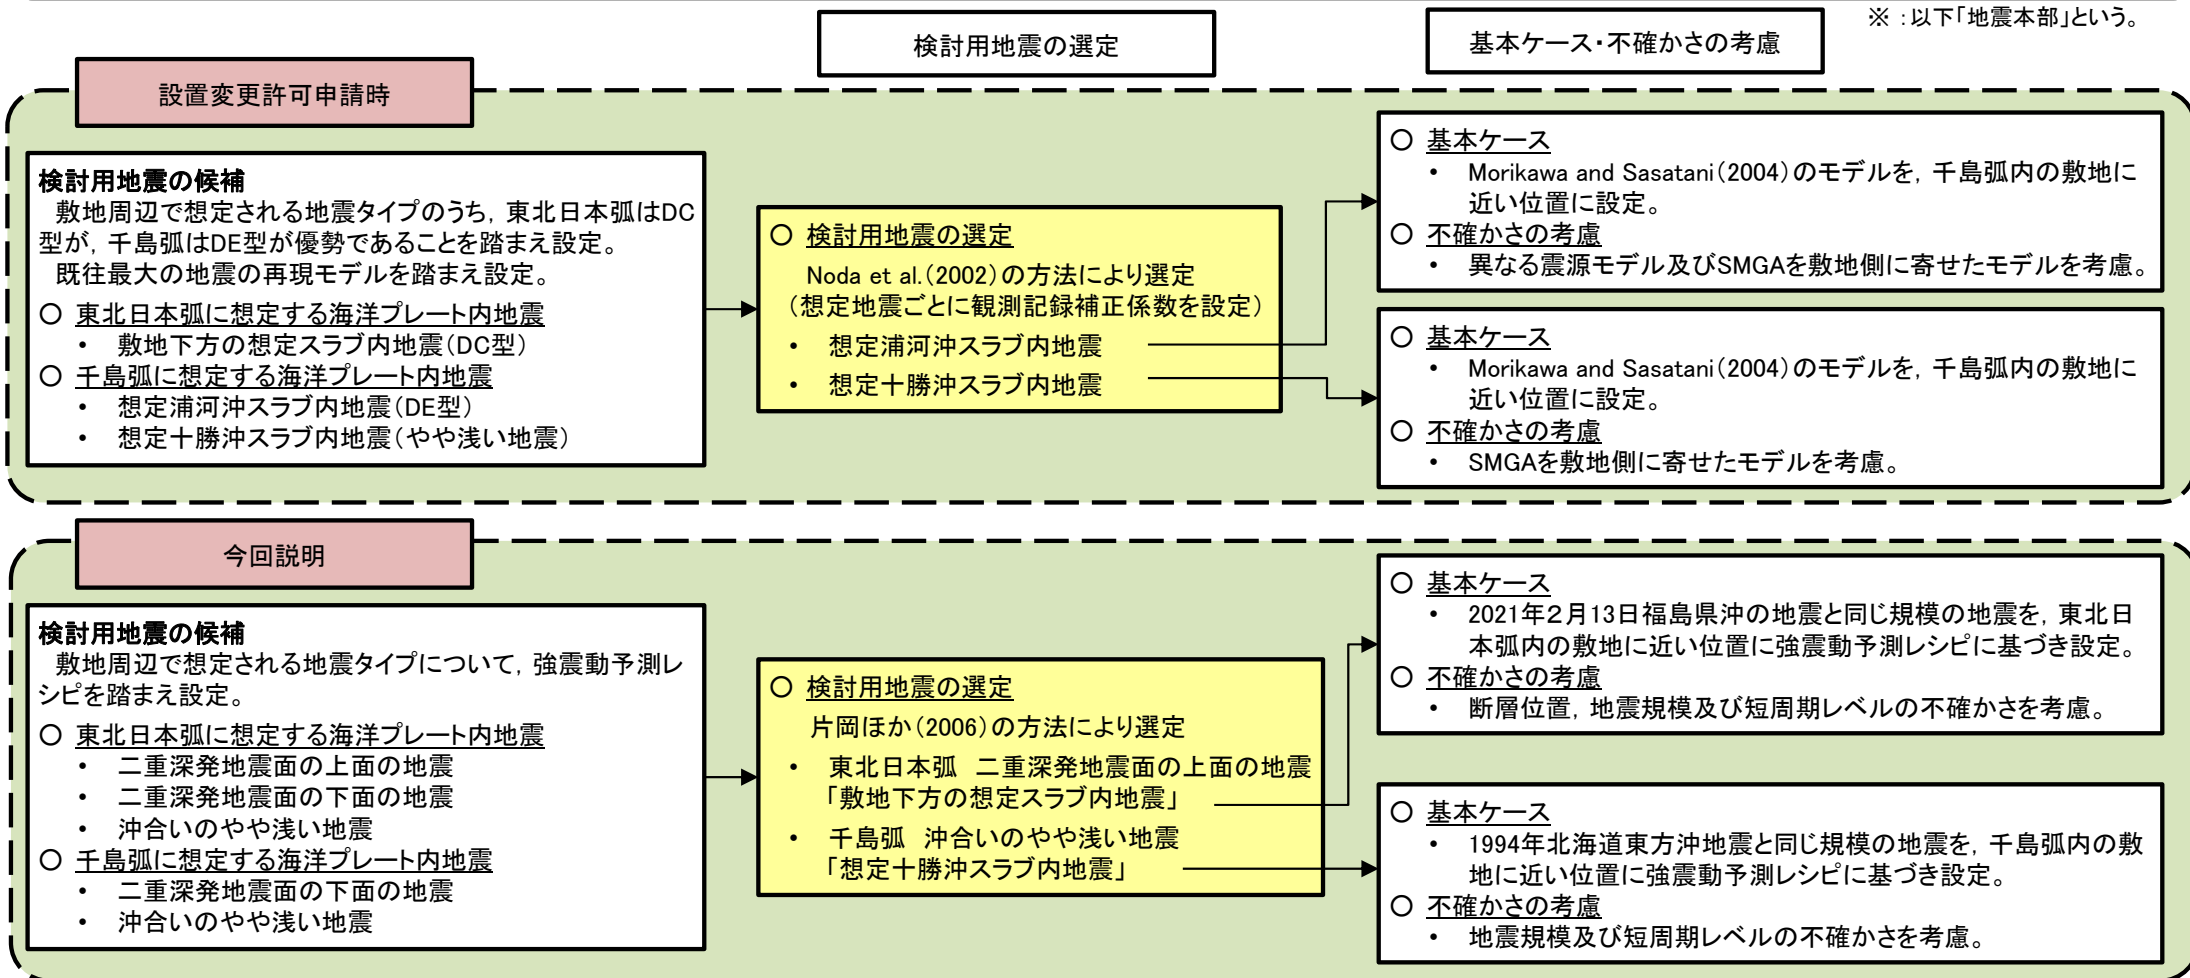 ※：以下「地震本部」という。
検討用地震の選定
基本ケース・不確かさの考慮
設置変更許可申請時
検討用地震の候補
敷地周辺で想定される地震タイプのうち，東北日本弧はDC
型が，千島弧はDE型が優勢であることを踏まえ設定。
既往最大の地震の再現モデルを踏まえ設定。
○ 東北日本弧に想定する海洋プレート内地震
・ 敷地下方の想定スラブ内地震（DC型）
○ 千島弧に想定する海洋プレート内地震
・ 想定浦河沖スラブ内地震（DE型）
・ 想定十勝沖スラブ内地震（やや浅い地震）
○ 検討用地震の選定
Noda et al.（2002）の方法により選定
（想定地震ごとに観測記録補正係数を設定）
・ 想定浦河沖スラブ内地震
・ 想定十勝沖スラブ内地震
○ 基本ケース
・ Morikawa and Sasatani（2004）のモデルを，千島弧内の敷地に
近い位置に設定。
○ 不確かさの考慮
・ 異なる震源モデル及びSMGAを敷地側に寄せたモデルを考慮。
○ 基本ケース
・ Morikawa and Sasatani（2004）のモデルを，千島弧内の敷地に
近い位置に設定。
○ 不確かさの考慮
・ SMGAを敷地側に寄せたモデルを考慮。
今回説明
検討用地震の候補
敷地周辺で想定される地震タイプについて，強震動予測レ
シピを踏まえ設定。
○ 東北日本弧に想定する海洋プレート内地震
・ 二重深発地震面の上面の地震
・ 二重深発地震面の下面の地震
・ 沖合いのやや浅い地震
○ 千島弧に想定する海洋プレート内地震
・ 二重深発地震面の下面の地震
・ 沖合いのやや浅い地震
○ 検討用地震の選定
片岡ほか（2006）の方法により選定
・ 東北日本弧　二重深発地震面の上面の地震
「敷地下方の想定スラブ内地震」
・ 千島弧　沖合いのやや浅い地震
「想定十勝沖スラブ内地震」
○ 基本ケース
・ 2021年２月13日福島県沖の地震と同じ規模の地震を，東北日
本弧内の敷地に近い位置に強震動予測レシピに基づき設定。
○ 不確かさの考慮
・ 断層位置，地震規模及び短周期レベルの不確かさを考慮。
○ 基本ケース
・ 1994年北海道東方沖地震と同じ規模の地震を，千島弧内の敷
地に近い位置に強震動予測レシピに基づき設定。
○ 不確かさの考慮
・ 地震規模及び短周期レベルの不確かさを考慮。